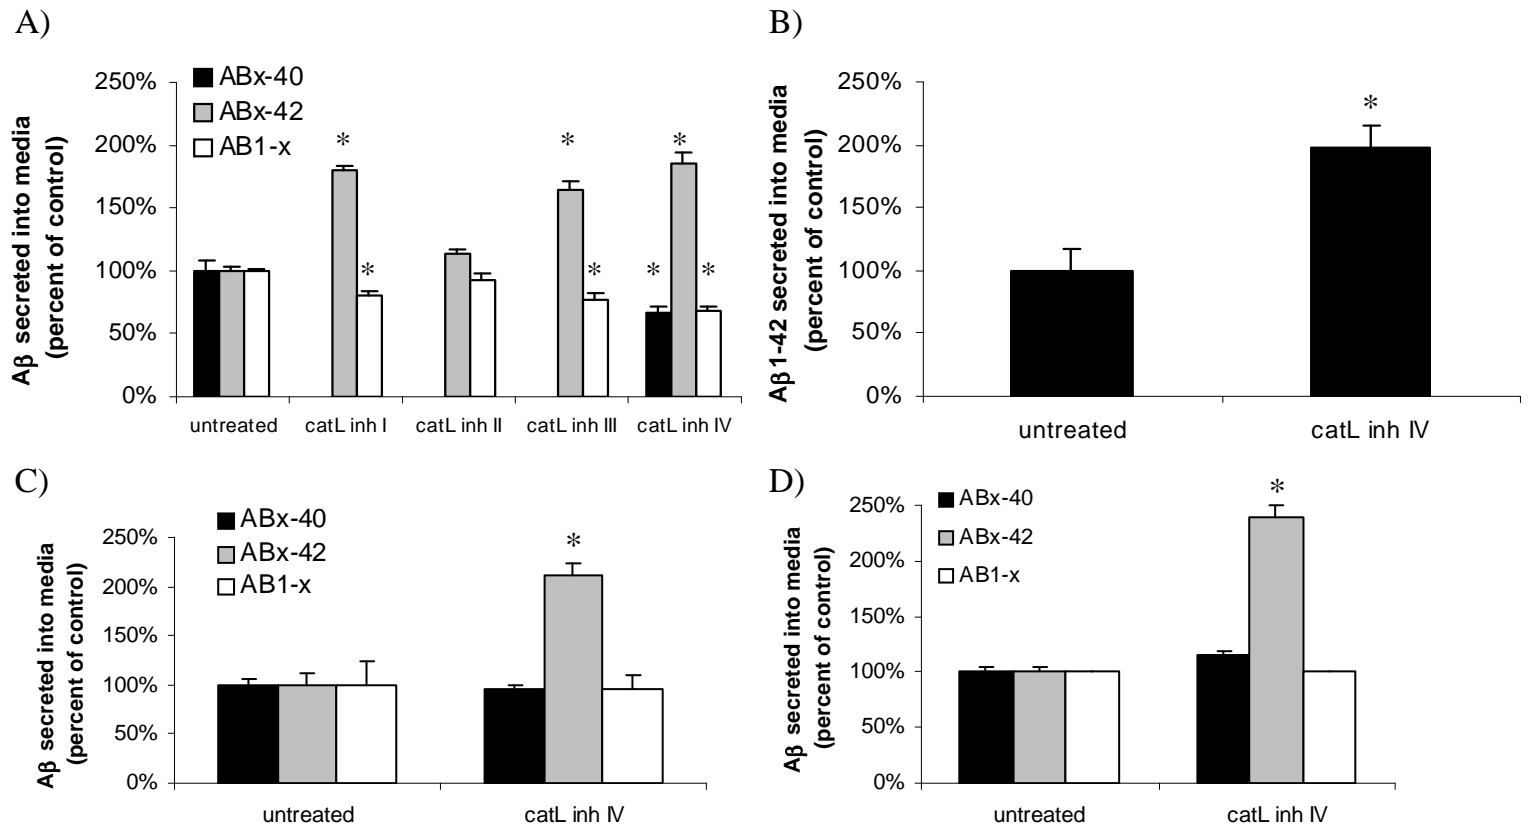 A)
Aβ secreted into media
(percent of control)
250%
200%
150%
100%
50%
0%
ABx-40
ABx-42
AB1-x
*
*
*
*
*
*
*
untreated
catL inh I
catL inh II
catL inh III
catL inh IV
B)
Aβ1-42 secreted into media
(percent of control)
250%
200%
150%
100%
50%
0%
*
untreated
catL inh IV
C)
Aβ secreted into media
(percent of control)
250%
200%
150%
100%
50%
0%
ABx-40
ABx-42
AB1-x
*
untreated
catL inh IV
D)
Aβ secreted into media
(percent of control)
250%
200%
150%
100%
50%
0%
ABx-40
ABx-42
AB1-x
*
untreated
catL inh IV